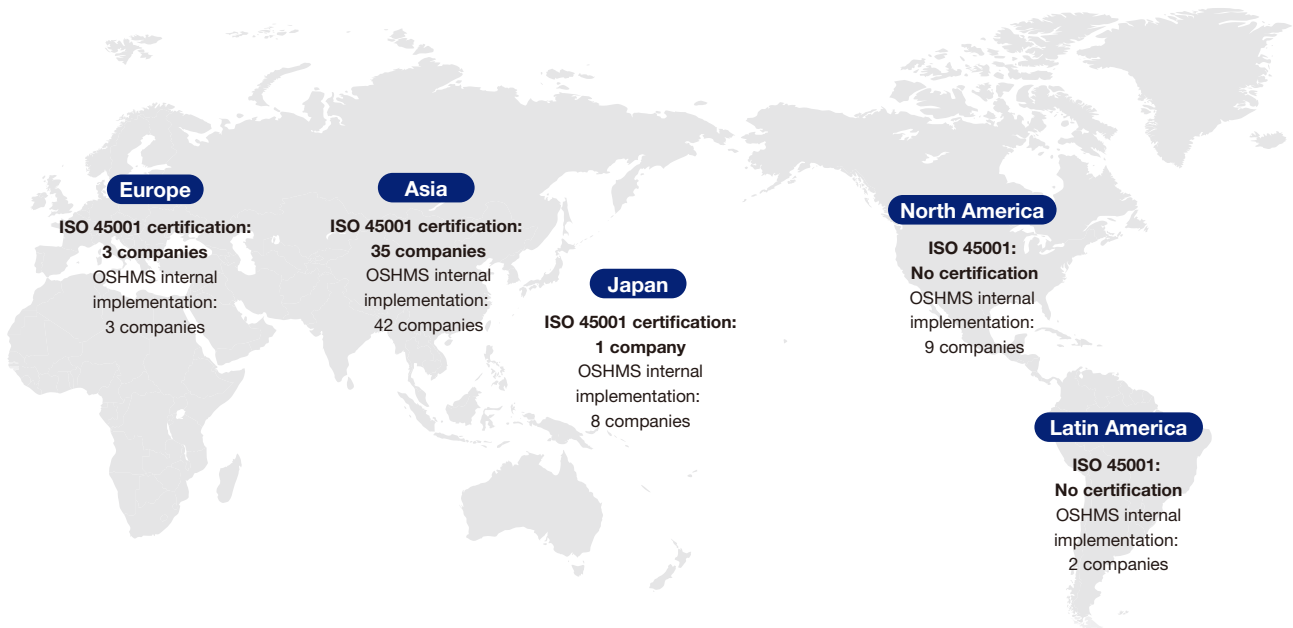 Europe
ISO 45001 certification:
3 companies
OSHMS internal
implementation:
3 companies
Asia
ISO 45001 certification:
35 companies
OSHMS internal
implementation:
42 companies
Japan
ISO 45001 certification:
1 company
OSHMS internal
implementation:
8 companies
North America
ISO 45001:
No certification
OSHMS internal
implementation:
9 companies
Latin America
ISO 45001:
No certification
OSHMS internal
implementation:
2 companies